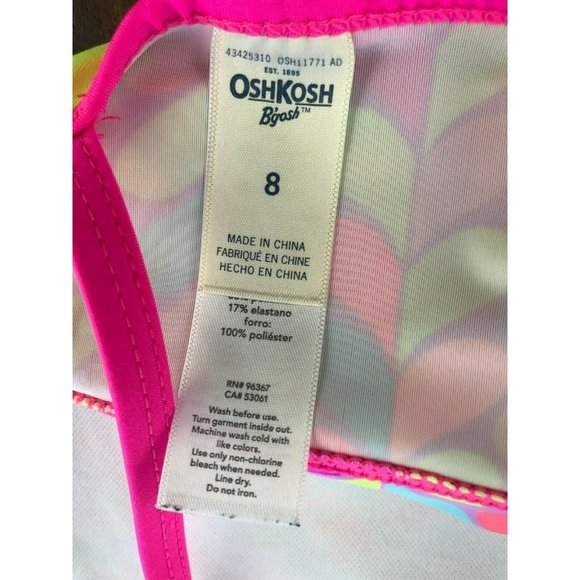 43425310 OSH11771 AD
EST. 1895
OSHKOSH
B'gosh™
8
MADE IN CHINA
FABRIQUÉ EN CHINE
HECHO EN CHINA
17% elastano
forro:
100% poliéster
RN# 96367
CA# 53061
Wash before use.
Turn garment inside out.
Machine wash cold with
like colors.
Use only non-chlorine
bleach when needed.
Line dry.
Do not iron.